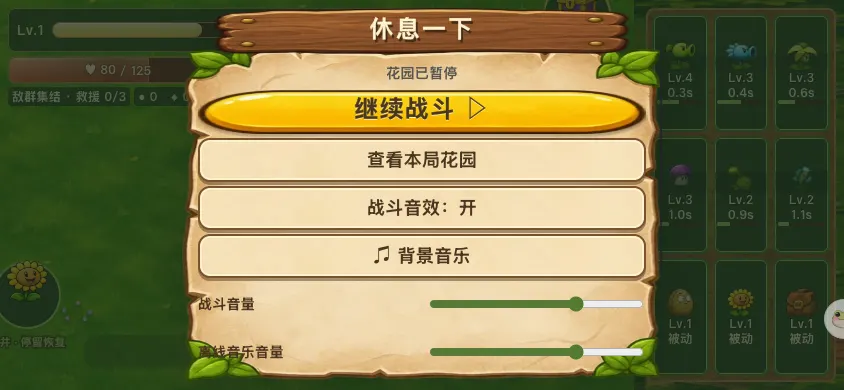 休息一下
花园已暂停
继续战斗 ▷
查看本局花园
战斗音效：开
♫ 背景音乐
战斗音量
离线音乐音量
Lv.1
♥ 80 / 125
敌群集结 · 救援 0/3
● 0
Lv.4
0.3s
Lv.3
0.4s
Lv.3
0.6s
Lv.3
1.0s
Lv.2
0.9s
Lv.2
1.1s
Lv.1
被动
Lv.1
被动
Lv.1
被动
停留恢复